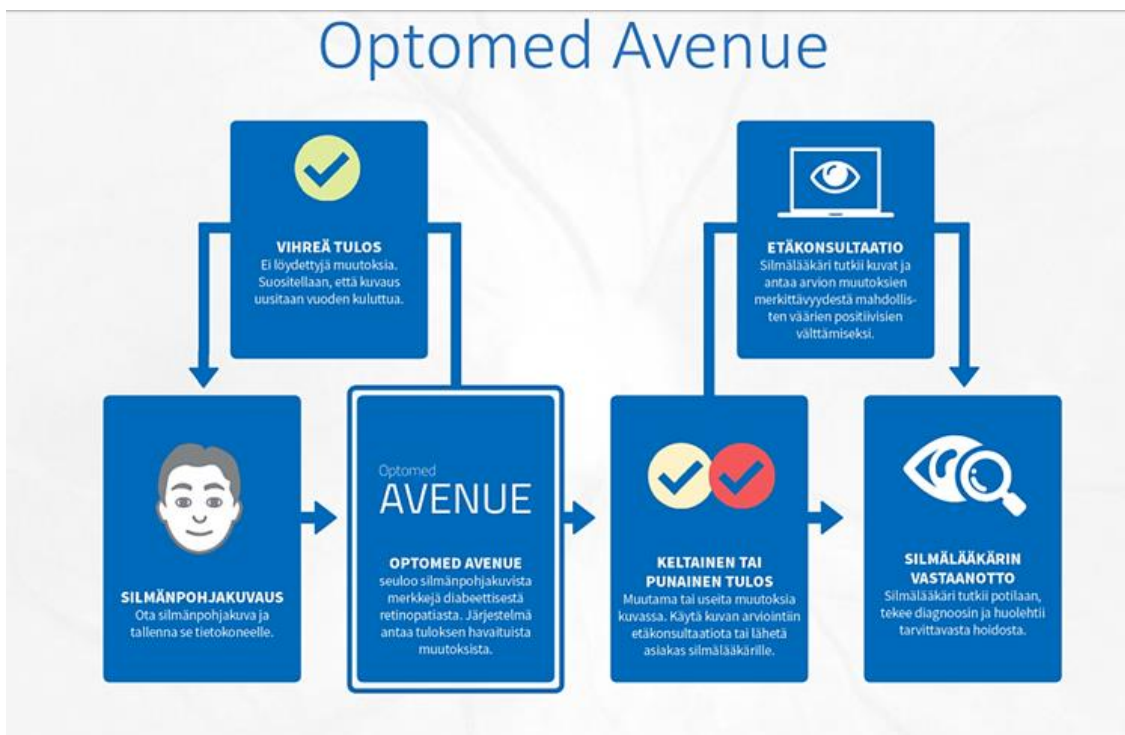 Optomed Avenue
VIHREÄ TULOS
Ei löydettyjä muutoksia.
Suositellaan, että kuvaus
uusitaan vuoden kuluttua.
ETÄKONSULTAATIO
Silmälääkäri tutkii kuvat ja
antaa arvion muutoksien
merkittävyydestä mahdollis-
ten väärien positiivisien
välttämiseksi.
SILMÄNPOHJAKUVAUS
Ota silmänpohjakuva ja
tallenna se tietokoneelle.
Optomed
AVENUE
OPTOMED AVENUE
seuloo silmänpohjakuvista
merkkejä diabeettisestä
retinopatiasta. Järjestelmä
antaa tuloksen havaituista
muutoksista.
KELTAINEN TAI
PUNAINEN TULOS
Muutama tai useita muutoksia
kuvassa. Käytä kuvan arviointiin
etäkonsultaatiota tai lähetä
asiakas silmälääkärille.
SILMÄLÄÄKÄRIN
VASTAANOTTO
Silmälääkäri tutkii potilaan,
tekee diagnoosin ja huolehtii
tarvittavasta hoidosta.